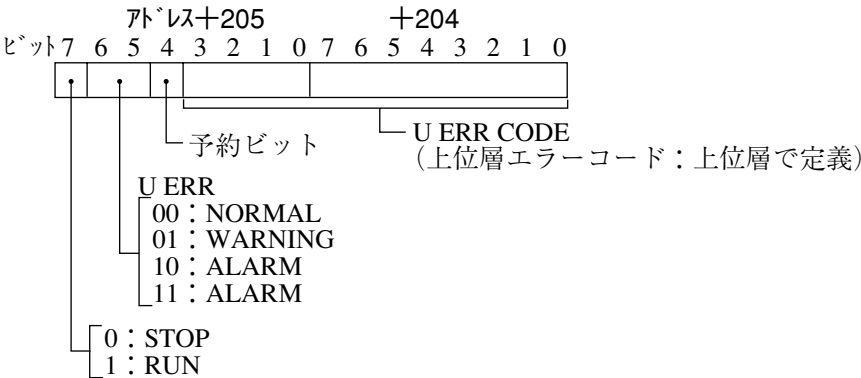 ｱﾄﾞﾚｽ＋205 ＋204
ﾋﾞｯﾄ 7 6 5 4 3 2 1 0 7 6 5 4 3 2 1 0
予約ビット
U ERR CODE
（上位層エラーコード：上位層で定義）
U ERR
00：NORMAL
01：WARNING
10：ALARM
11：ALARM
0：STOP
1：RUN